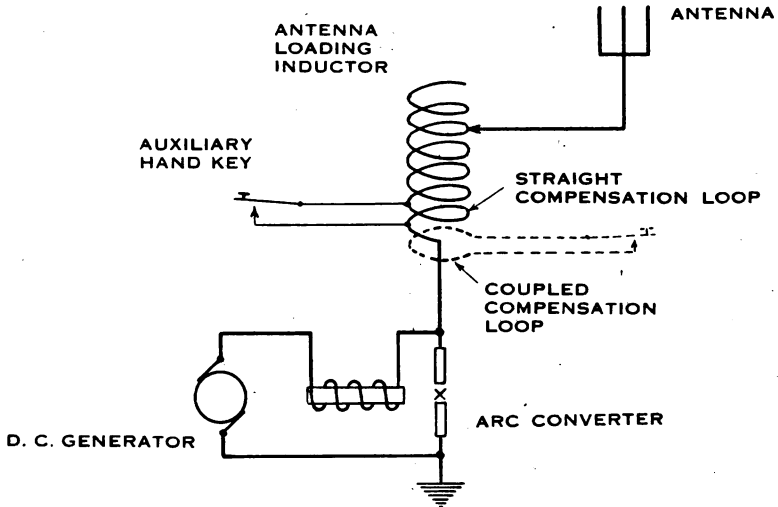 ANTENNA
LOADING
INDUCTOR
ANTENNA
AUXILIARY
HAND KEY
STRAIGHT
COMPENSATION LOOP
COUPLED
COMPENSATION
LOOP
ARC CONVERTER
D. C. GENERATOR